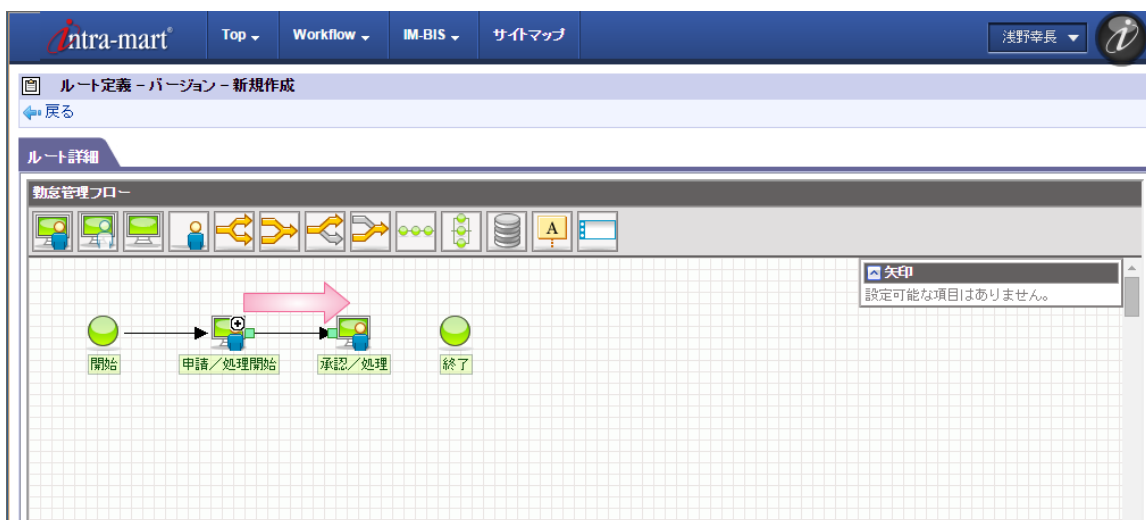 intra-mart® Top Workflow IM-BIS サイトマップ 浅野幸長
ルート定義 - バージョン - 新規作成
戻る
ルート詳細
勤怠管理フロー
A
矢印
設定可能な項目はありません。
開始 申請／処理開始 承認／処理 終了